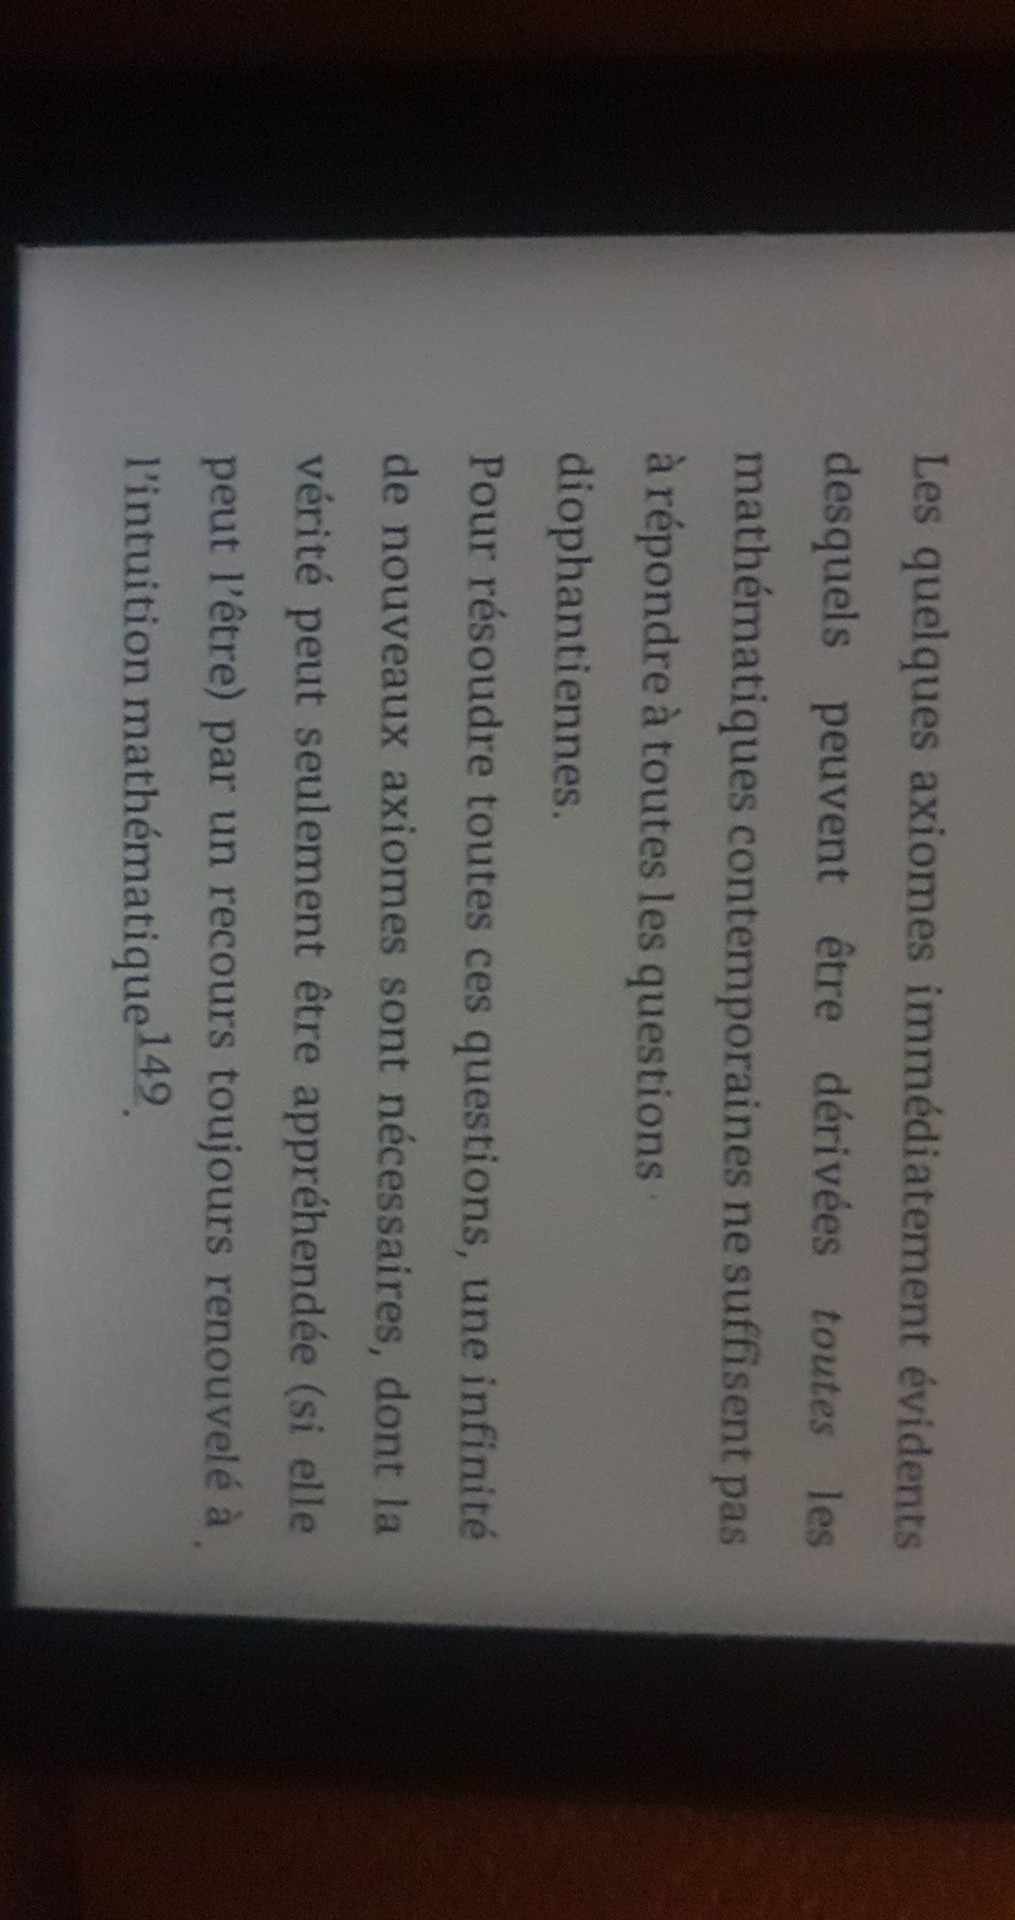 Les quelques axiomes immédiatement évidents
desquels peuvent être dérivées toutes les
mathématiques contemporaines ne suffisent pas
à répondre à toutes les questions
diophantiennes.
Pour résoudre toutes ces questions, une infinité
de nouveaux axiomes sont nécessaires, dont la
vérité peut seulement être appréhendée (si elle
peut l'être) par un recours toujours renouvelé à
l'intuition mathématique149.